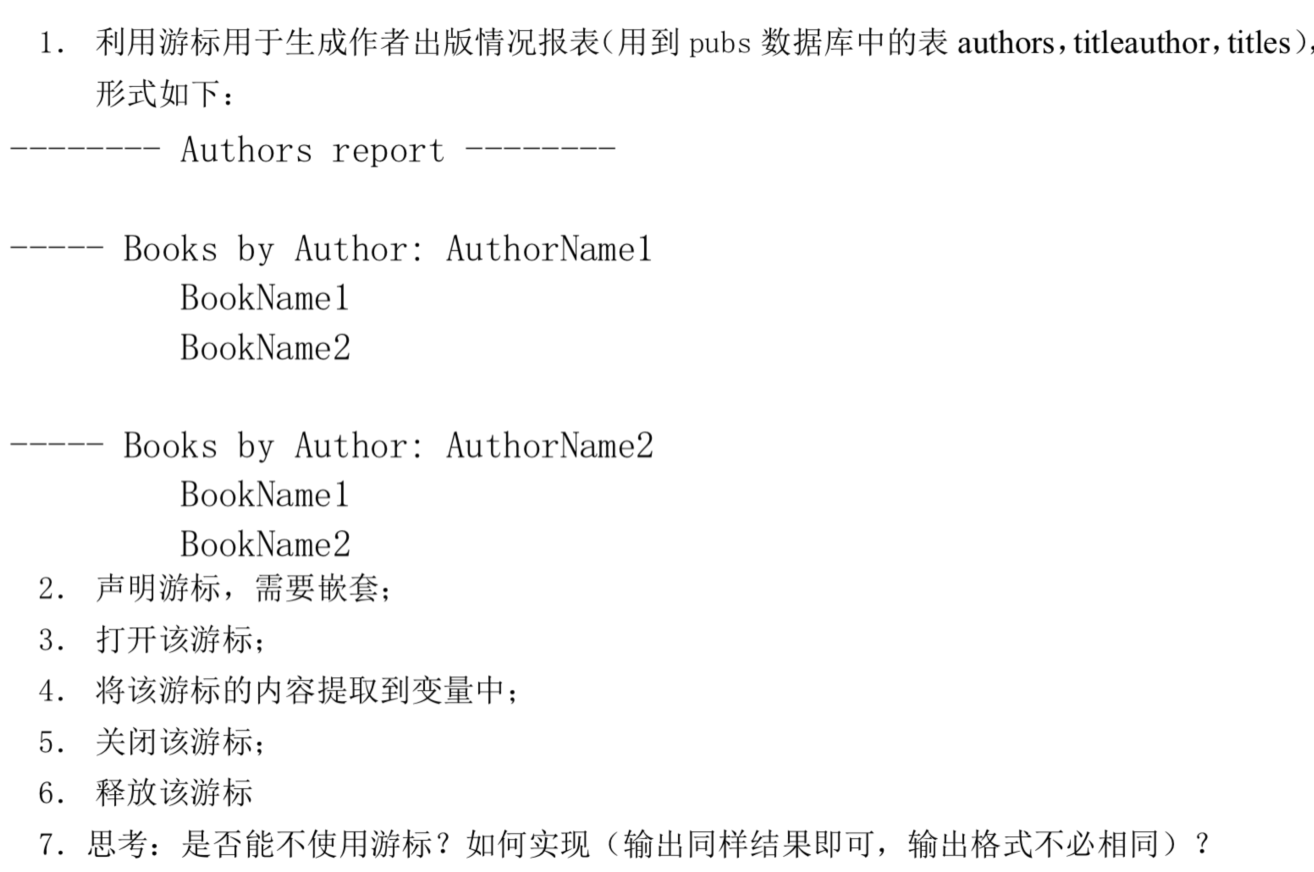 1. 利用游标用于生成作者出版情况报表(用到 pubs 数据库中的表 authors，titleauthor，titles)，
形式如下：
-------- Authors report --------
----- Books by Author: AuthorName1
BookName1
BookName2
----- Books by Author: AuthorName2
BookName1
BookName2
2. 声明游标，需要嵌套；
3. 打开该游标；
4. 将该游标的内容提取到变量中；
5. 关闭该游标；
6. 释放该游标
7. 思考：是否能不使用游标？如何实现（输出同样结果即可，输出格式不必相同）？